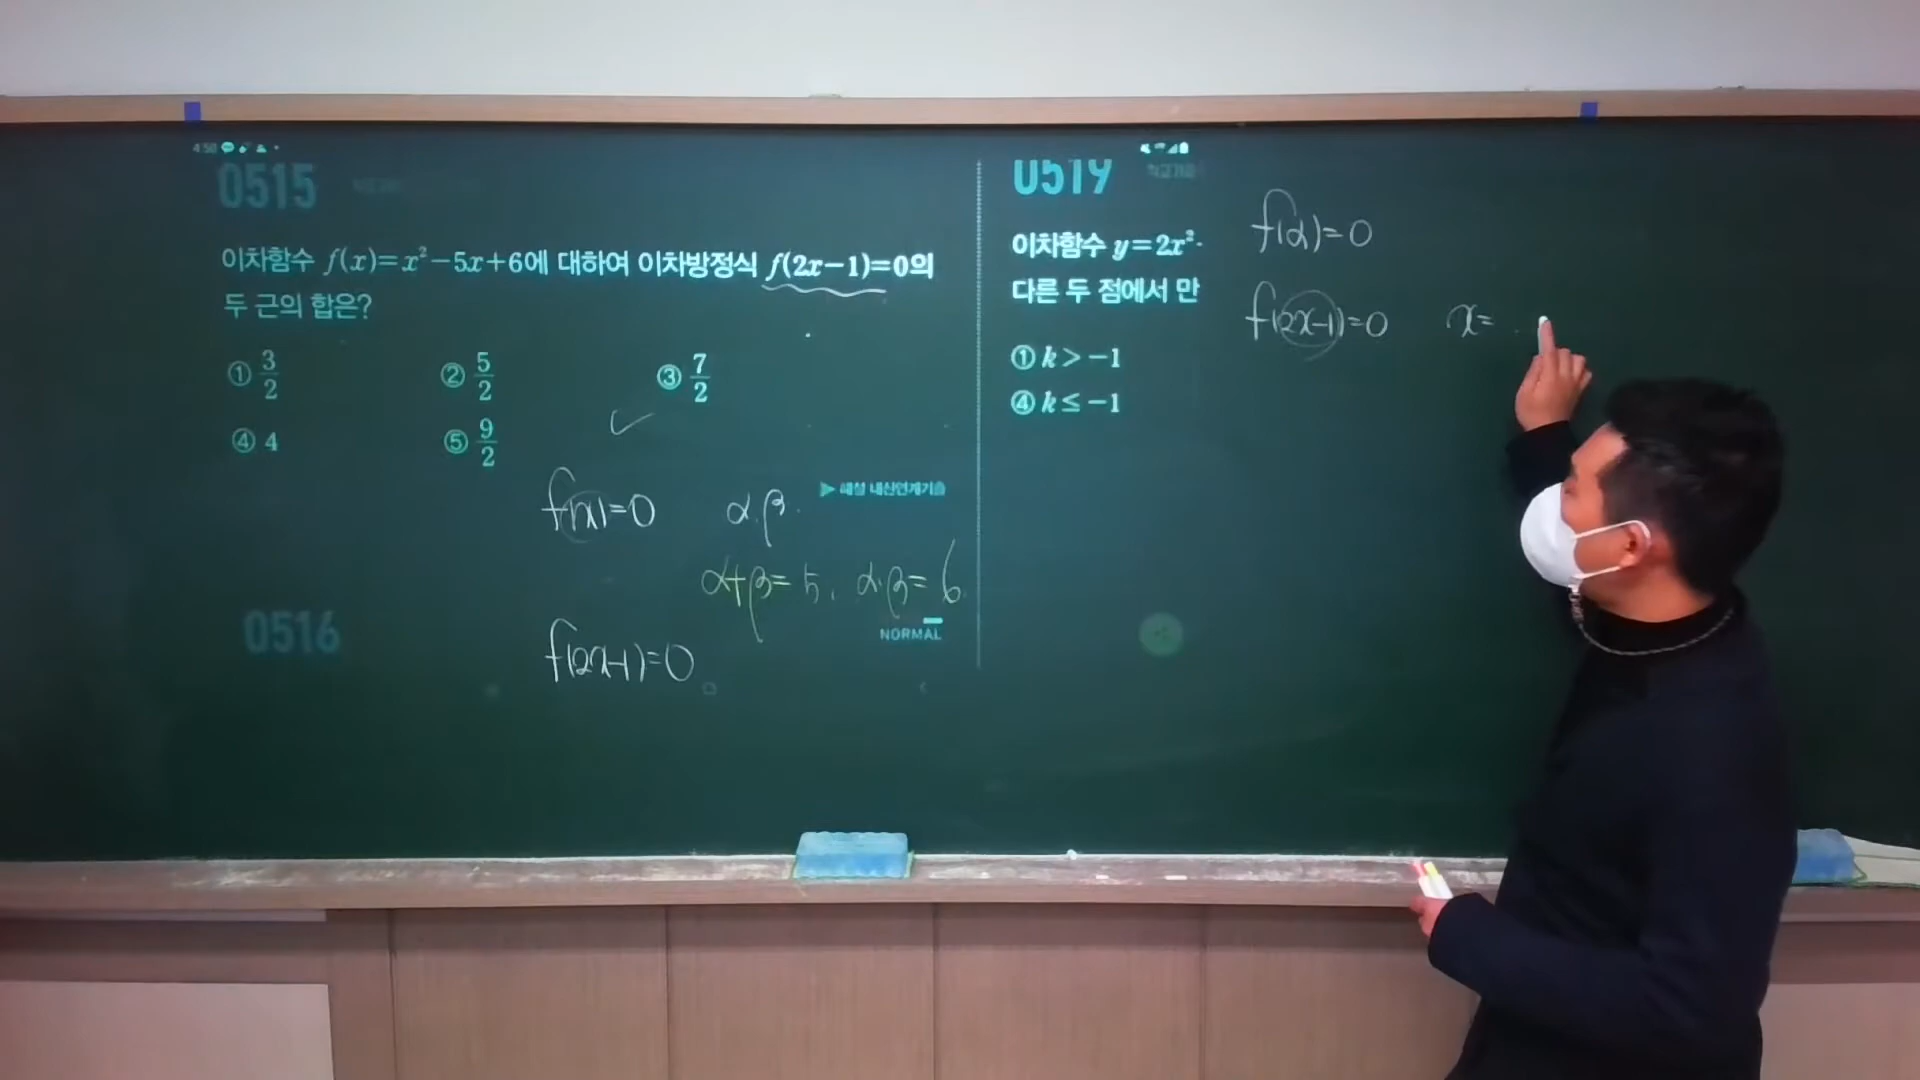 4:50
0515
이차함수 f(x)=x²-5x+6에 대하여 이차방정식 f(2x-1)=0의
두 근의 합은?
① 3/2 ② 5/2 ③ 7/2
④ 4 ⑤ 9/2
▶ 해설 내신연계기출
f(x)=0 α, β.
α+β=5, α·β=6.
NORMAL
0516
f(2x-1)=0
0519
이차함수 y=2x²-
다른 두 점에서 만
① k>-1
④ k≤-1
f(α)=0
f(2x-1)=0 x=